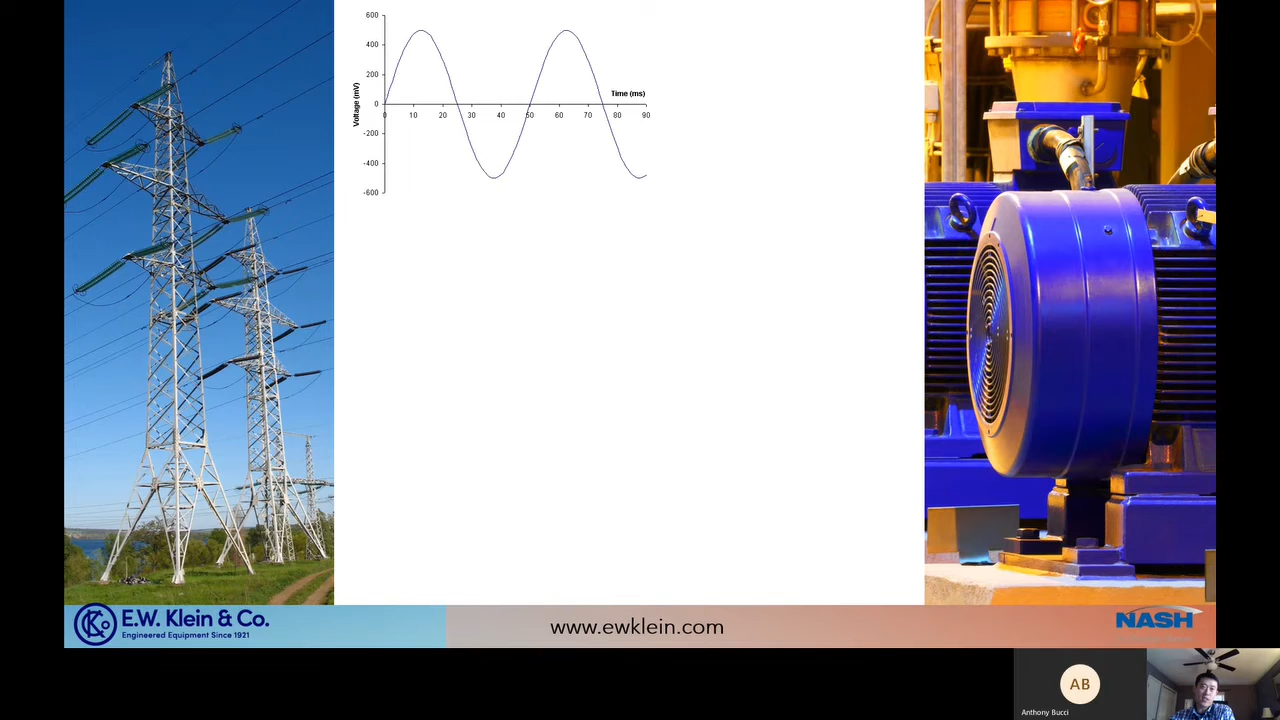 600
400
200
0
-200
-400
-600
Voltage (mV)
Time (ms)
0 10 20 30 40 50 60 70 80 90
E.W. Klein & Co.
Engineered Equipment Since 1921
www.ewklein.com
NASH
AB
Anthony Bucci